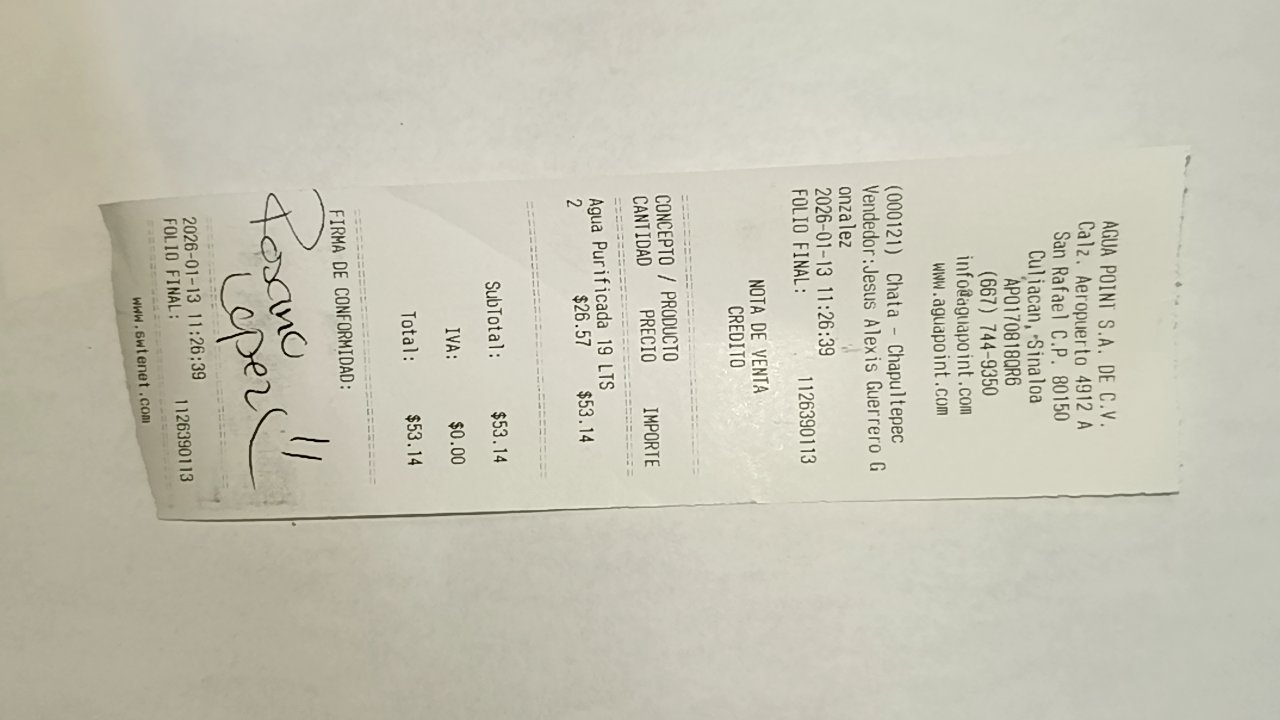 AGUA POINT S.A. DE C.V.
Calz. Aeropuerto 4912 A
San Rafael C.P. 80150
Culiacan, Sinaloa
APO170818QR6
(667) 744-9350
info@aguapoint.com
www.aguapoint.com
(000121) Chata - Chapultepec
Vendedor:Jesus Alexis Guerrero G
onzalez
2026-01-13 11:26:39
FOLIO FINAL: 1126390113
NOTA DE VENTA
CREDITO
CONCEPTO / PRODUCTO
CANTIDAD PRECIO IMPORTE
Agua Purificada 19 LTS
2 $26.57 $53.14
SubTotal: $53.14
IVA: $0.00
Total: $53.14
FIRMA DE CONFORMIDAD:
Lopez
2026-01-13 11:26:39
FOLIO FINAL: 1126390113
www.6wtenet.com